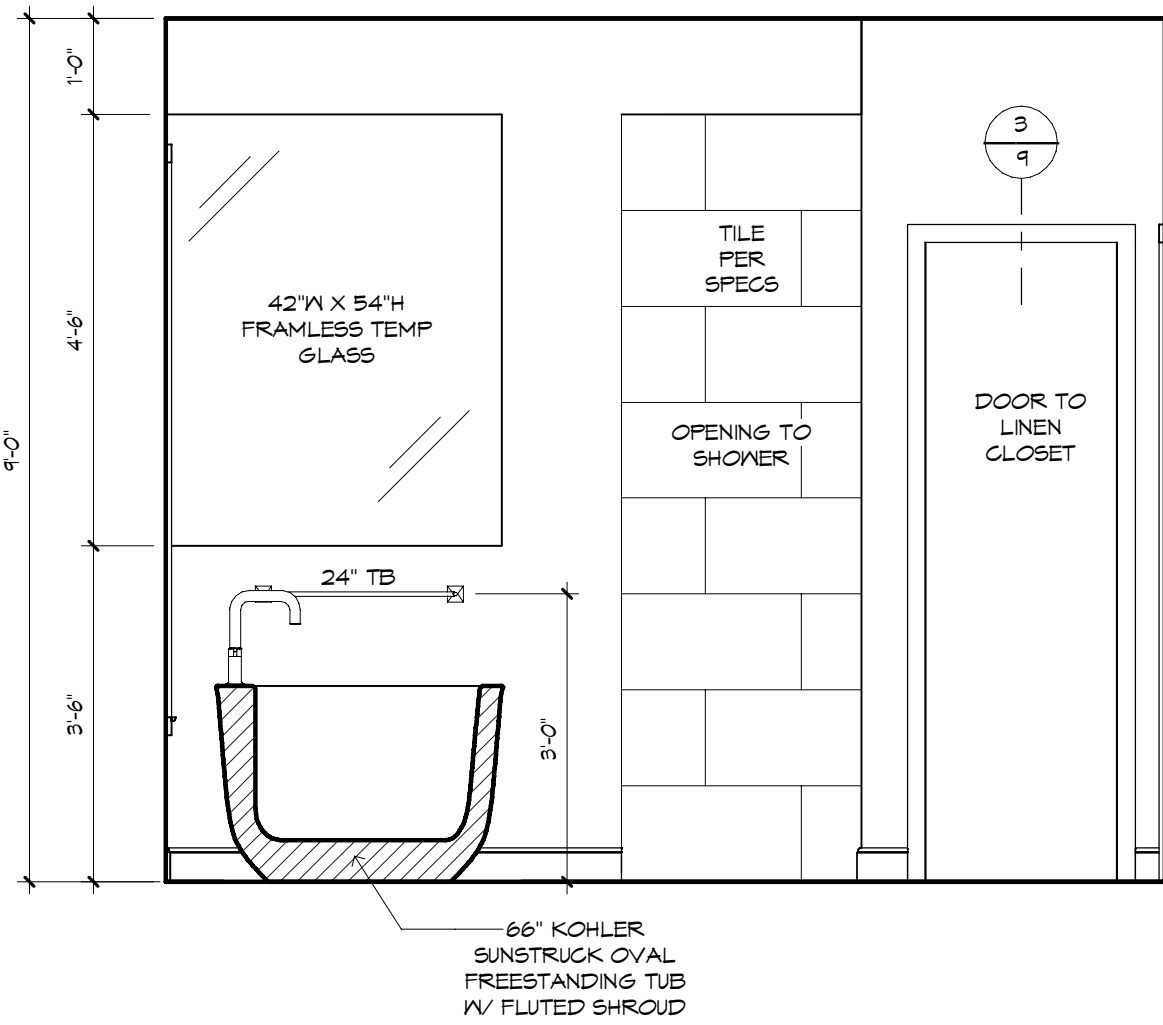 1'-0"
3
9
TILE
PER
SPECS
42"W X 54"H
FRAMLESS TEMP
GLASS
4'-6"
DOOR TO
LINEN
CLOSET
OPENING TO
SHOWER
9'-0"
24" TB
3'-6"
3'-0"
66" KOHLER
SUNSTRUCK OVAL
FREESTANDING TUB
W/ FLUTED SHROUD